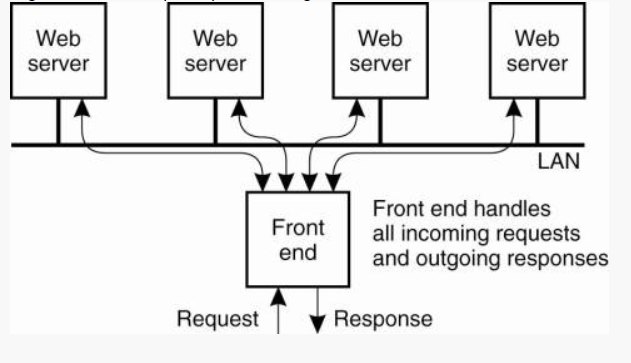 Web
server
Web
server
Web
server
Web
server
LAN
Front
end
Front end handles
all incoming requests
and outgoing responses
Request
Response